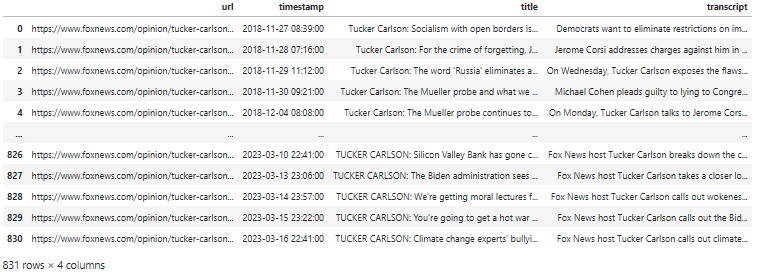 url timestamp title transcript
0 https://www.foxnews.com/opinion/tucker-carlson... 2018-11-27 08:39:00 Tucker Carlson: Socialism with open borders is... Democrats want to eliminate restrictions on im...
1 https://www.foxnews.com/opinion/tucker-carlson... 2018-11-28 07:16:00 Tucker Carlson: For the crime of forgetting, J... Jerome Corsi addresses charges against him in ...
2 https://www.foxnews.com/opinion/tucker-carlson... 2018-11-29 11:12:00 Tucker Carlson: The word 'Russia' eliminates a... On Wednesday, Tucker Carlson exposes the flaws...
3 https://www.foxnews.com/opinion/tucker-carlson... 2018-11-30 09:21:00 Tucker Carlson: The Mueller probe and what we ... Michael Cohen pleads guilty to lying to Congre...
4 https://www.foxnews.com/opinion/tucker-carlson... 2018-12-04 08:08:00 Tucker Carlson: The Mueller probe continues to... On Monday, Tucker Carlson talks to Jerome Cors...
... ... ... ... ...
826 https://www.foxnews.com/opinion/tucker-carlson... 2023-03-10 22:41:00 TUCKER CARLSON: Silicon Valley Bank has gone c... Fox News host Tucker Carlson breaks down the c...
827 https://www.foxnews.com/opinion/tucker-carlson... 2023-03-13 23:06:00 TUCKER CARLSON: The Biden administration sees ... Fox News host Tucker Carlson takes a closer lo...
828 https://www.foxnews.com/opinion/tucker-carlson... 2023-03-14 23:57:00 TUCKER CARLSON: We're getting moral lectures f... Fox News host Tucker Carlson calls out wokenes...
829 https://www.foxnews.com/opinion/tucker-carlson... 2023-03-15 23:22:00 TUCKER CARLSON: You're going to get a hot war ... Fox News host Tucker Carlson calls out the Bid...
830 https://www.foxnews.com/opinion/tucker-carlson... 2023-03-16 22:41:00 TUCKER CARLSON: Climate change experts' bullyi... Fox News host Tucker Carlson calls out climate...
831 rows × 4 columns